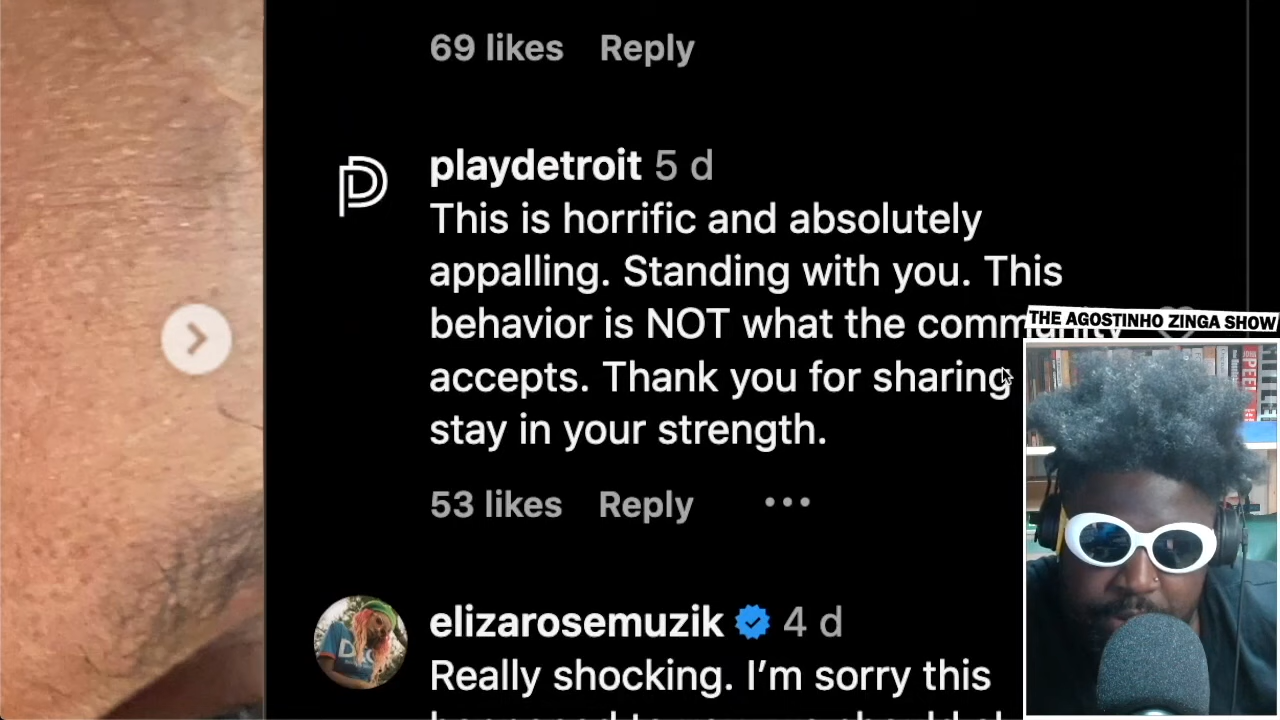 69 likes Reply
playdetroit 5 d
This is horrific and absolutely
appalling. Standing with you. This
behavior is NOT what the community
accepts. Thank you for sharing
stay in your strength.
53 likes Reply
elizarosemuzik 4 d
Really shocking. I'm sorry this
THE AGOSTINHO ZINGA SHOW